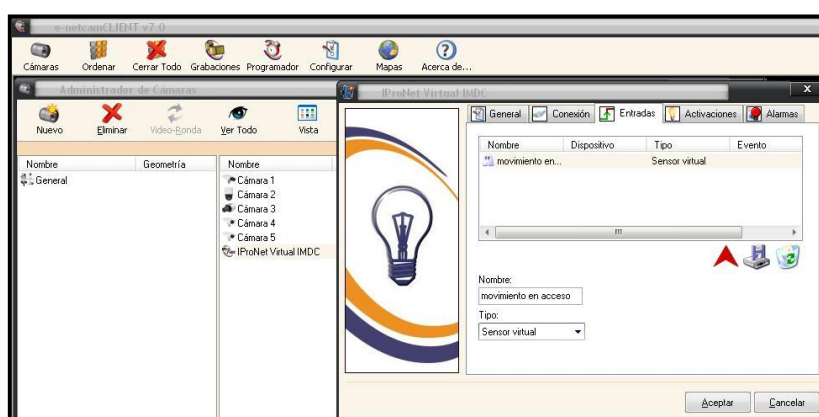 e-netcamCLIENT v7.0
Cámaras Ordenar Cerrar Todo Grabaciones Programador Configurar Mapas Acerca de...
Administrador de Cámaras
Nuevo Eliminar Video-Ronda Ver Todo Vista
Nombre Geometría Nombre
General
Cámara 1
Cámara 2
Cámara 3
Cámara 4
Cámara 5
IProNet Virtual IMDC
IProNet Virtual IMDC X
General Conexión Entradas Activaciones Alarmas
Nombre Dispositivo Tipo Evento
movimiento en... Sensor virtual
Nombre:
movimiento en acceso
Tipo:
Sensor virtual
Aceptar Cancelar